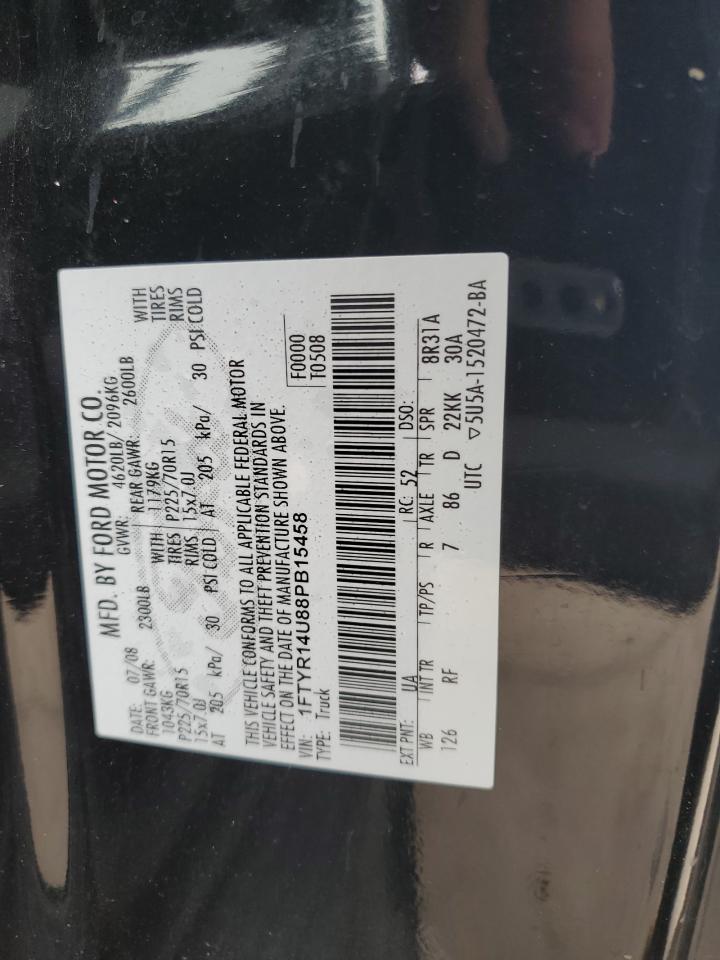 MFD. BY FORD MOTOR CO.
DATE: 07/08 GVWR: 4620LB/ 2096KG
FRONT GAWR: 2300LB REAR GAWR: 2600LB
1043KG WITH 1179KG WITH
P225/70R15 TIRES P225/70R15 TIRES
15x7.0J RIMS 15x7.0J RIMS
AT 205 kPa/ 30 PSI COLD AT 205 kPa/ 30 PSI COLD
THIS VEHICLE CONFORMS TO ALL APPLICABLE FEDERAL MOTOR
VEHICLE SAFETY AND THEFT PREVENTION STANDARDS IN
EFFECT ON THE DATE OF MANUFACTURE SHOWN ABOVE.
VIN: 1FTYR14U88PB15458 F0000
TYPE: Truck T0508
EXT PNT: UA RC: 52 DSO:
WB INT TR TP/PS R AXLE TR SPR 8R31A
126 RF 7 86 D 22KK 30A
UTC ▽5U5A-1520472-BA